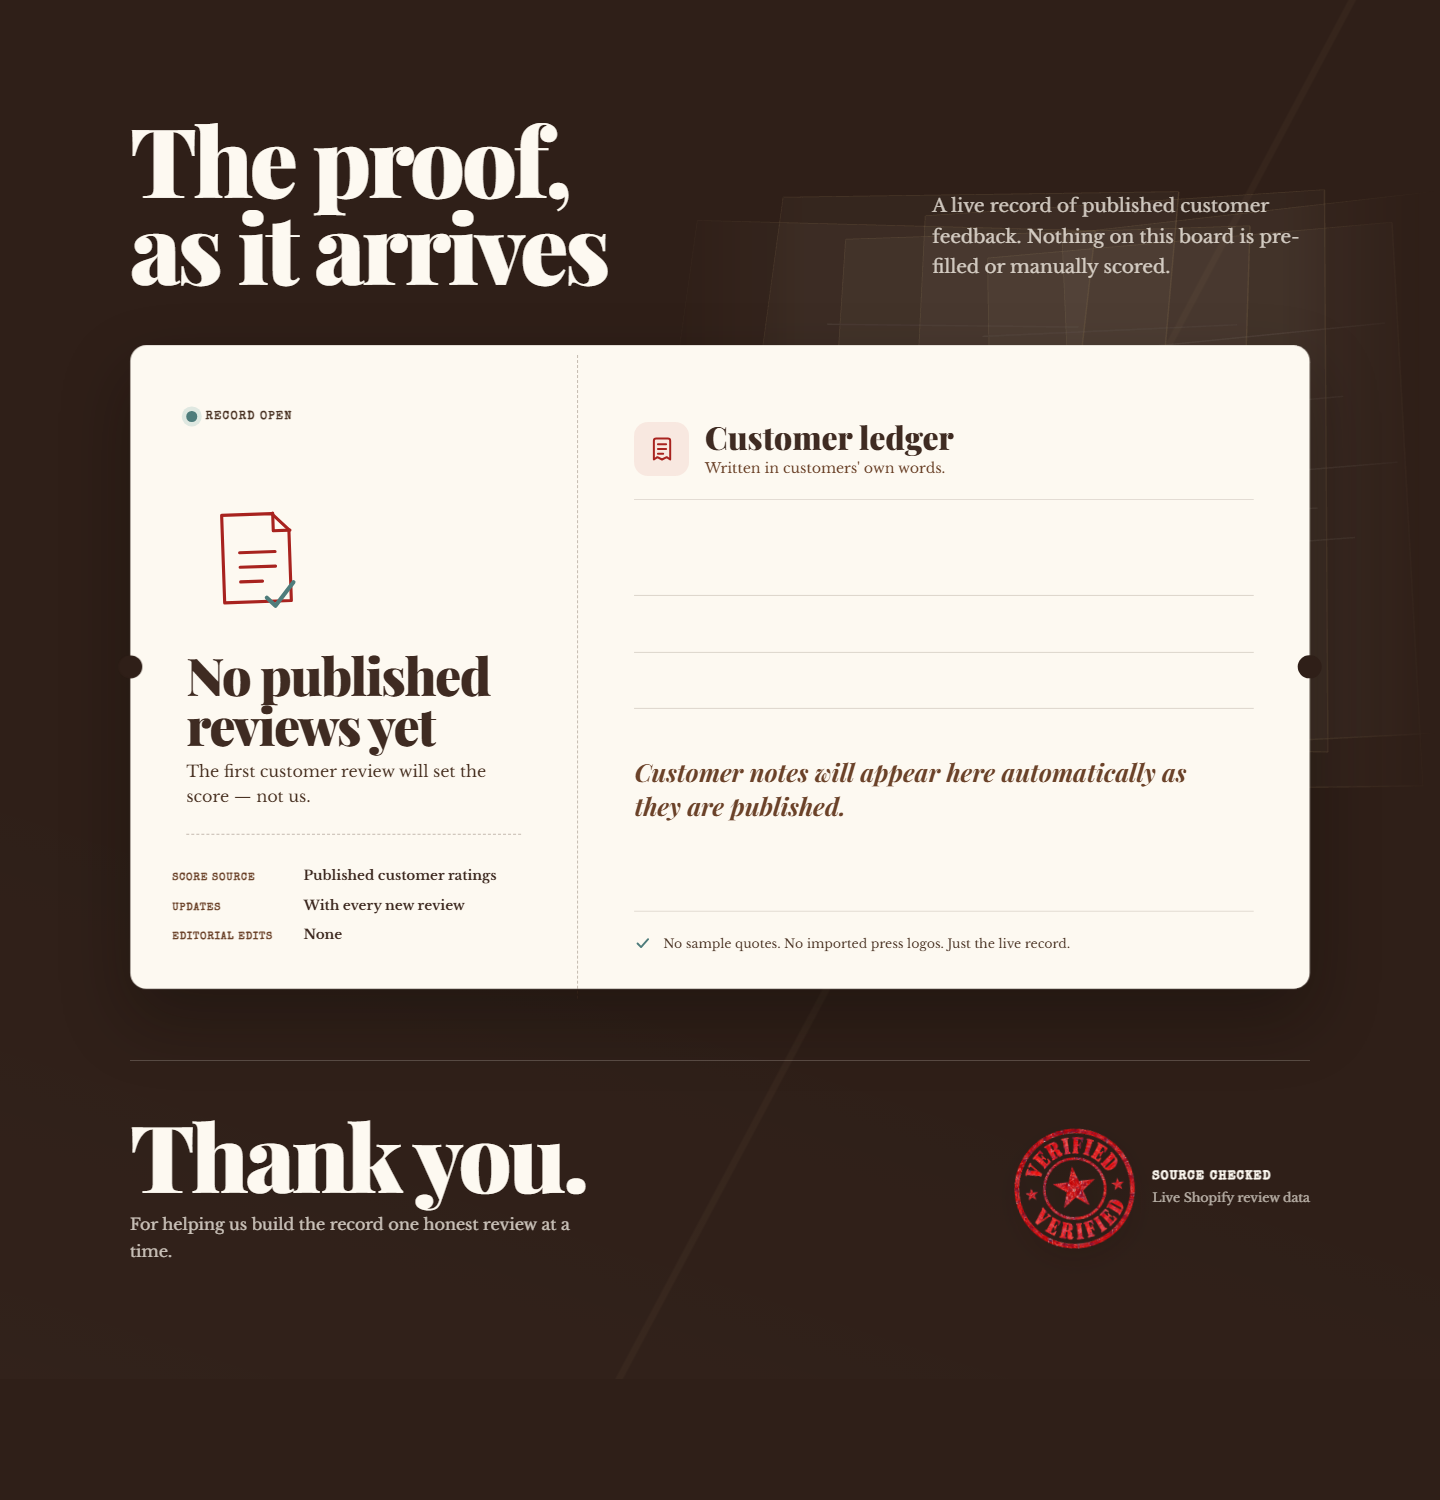 The proof,
as it arrives
A live record of published customer
feedback. Nothing on this board is pre-
filled or manually scored.
RECORD OPEN
No published
reviews yet
The first customer review will set the
score — not us.
SCORE SOURCE Published customer ratings
UPDATES With every new review
EDITORIAL EDITS None
Customer ledger
Written in customers' own words.
Customer notes will appear here automatically as
they are published.
No sample quotes. No imported press logos. Just the live record.
Thank you.
For helping us build the record one honest review at a
time.
VERIFIED
VERIFIED
SOURCE CHECKED
Live Shopify review data